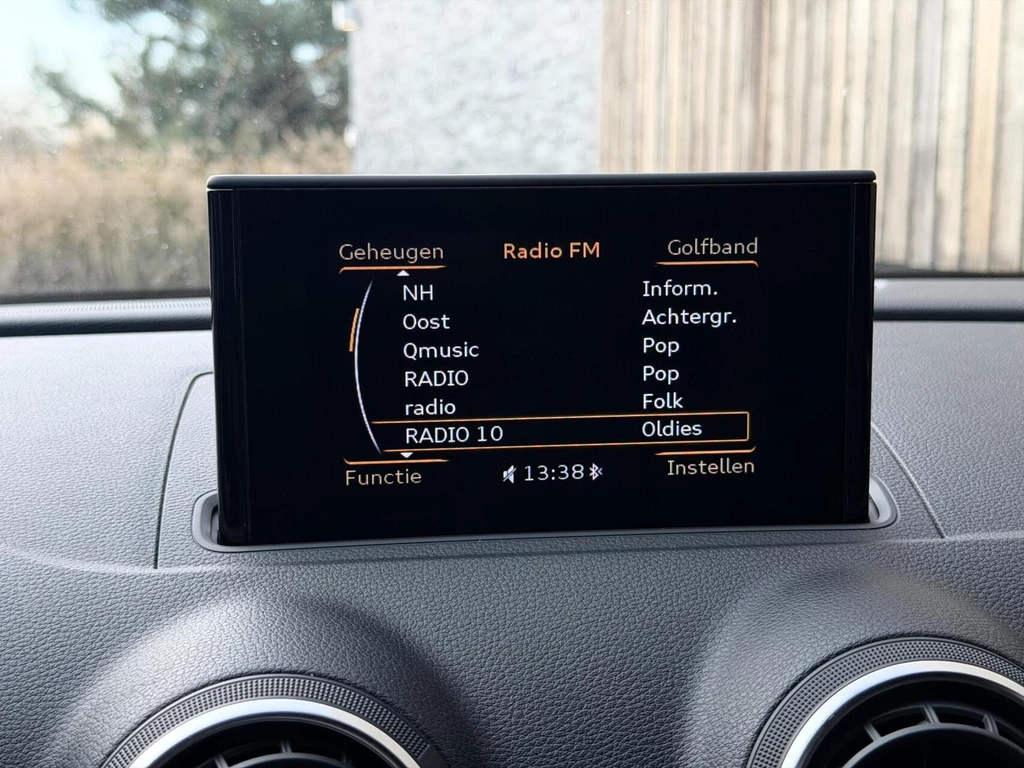 Geheugen Radio FM Golfband
NH Inform.
Oost Achtergr.
Qmusic Pop
RADIO Pop
radio Folk
RADIO 10 Oldies
Functie 13:38 Instellen